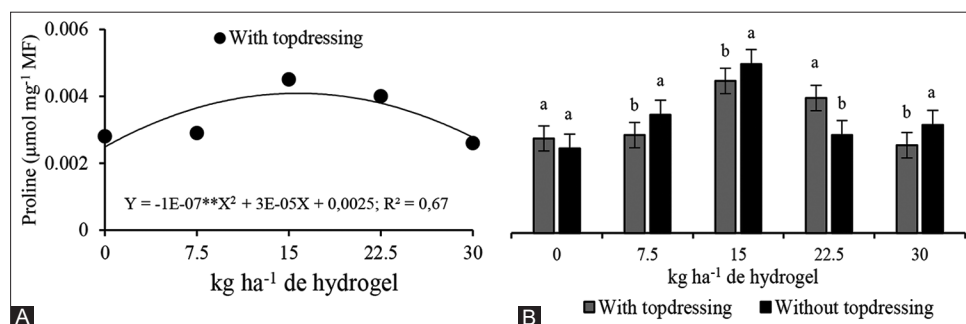 0.006
0.004
0.002
0
Proline (µmol mg⁻¹ MF)
With topdressing
Y = -1E-07**X² + 3E-05X + 0,0025; R² = 0,67
0 7.5 15 22.5 30
kg ha⁻¹ de hydrogel
A
a a b a b a a b b a
0 7.5 15 22.5 30
kg ha⁻¹ de hydrogel
With topdressing Without topdressing
B